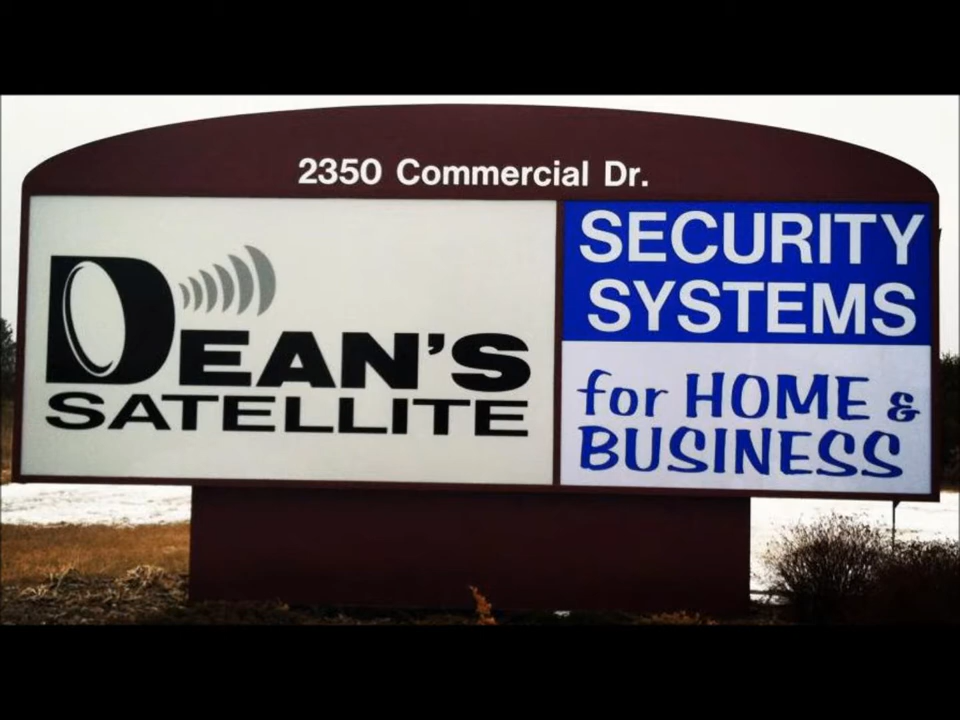 2350 Commercial Dr.
DEAN'S
SATELLITE
SECURITY
SYSTEMS
for HOME &
BUSINESS